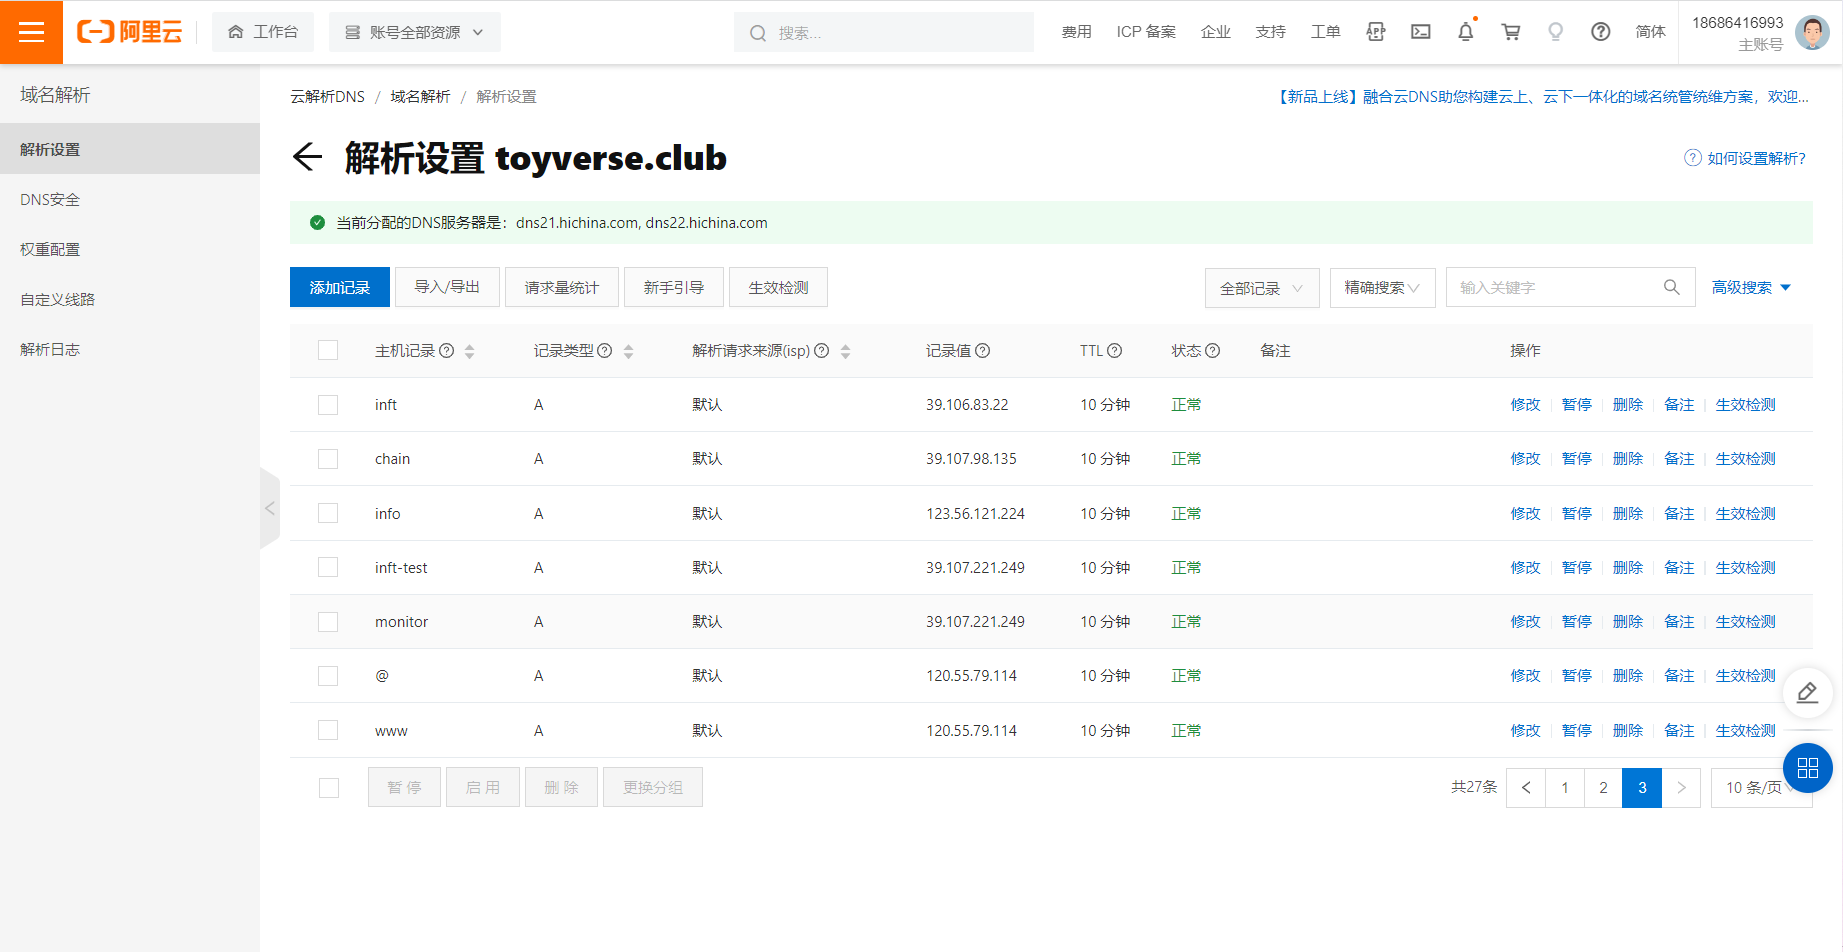 阿里云
工作台
账号全部资源
搜索...
费用
ICP 备案
企业
支持
工单
APP
简体
18686416993
主账号
域名解析
解析设置
DNS安全
权重配置
自定义线路
解析日志
云解析DNS / 域名解析 / 解析设置
【新品上线】融合云DNS助您构建云上、云下一体化的域名统管统维方案，欢迎...
解析设置 toyverse.club
如何设置解析?
当前分配的DNS服务器是： dns21.hichina.com, dns22.hichina.com
添加记录 导入/导出 请求量统计 新手引导 生效检测 全部记录 精确搜索 输入关键字 高级搜索
主机记录 记录类型 解析请求来源(isp) 记录值 TTL 状态 备注 操作
inft A 默认 39.106.83.22 10 分钟 正常 修改 暂停 删除 备注 生效检测
chain A 默认 39.107.98.135 10 分钟 正常 修改 暂停 删除 备注 生效检测
info A 默认 123.56.121.224 10 分钟 正常 修改 暂停 删除 备注 生效检测
inft-test A 默认 39.107.221.249 10 分钟 正常 修改 暂停 删除 备注 生效检测
monitor A 默认 39.107.221.249 10 分钟 正常 修改 暂停 删除 备注 生效检测
@ A 默认 120.55.79.114 10 分钟 正常 修改 暂停 删除 备注 生效检测
www A 默认 120.55.79.114 10 分钟 正常 修改 暂停 删除 备注 生效检测
暂 停 启 用 删 除 更换分组 共27条 < 1 2 3 > 10 条/页